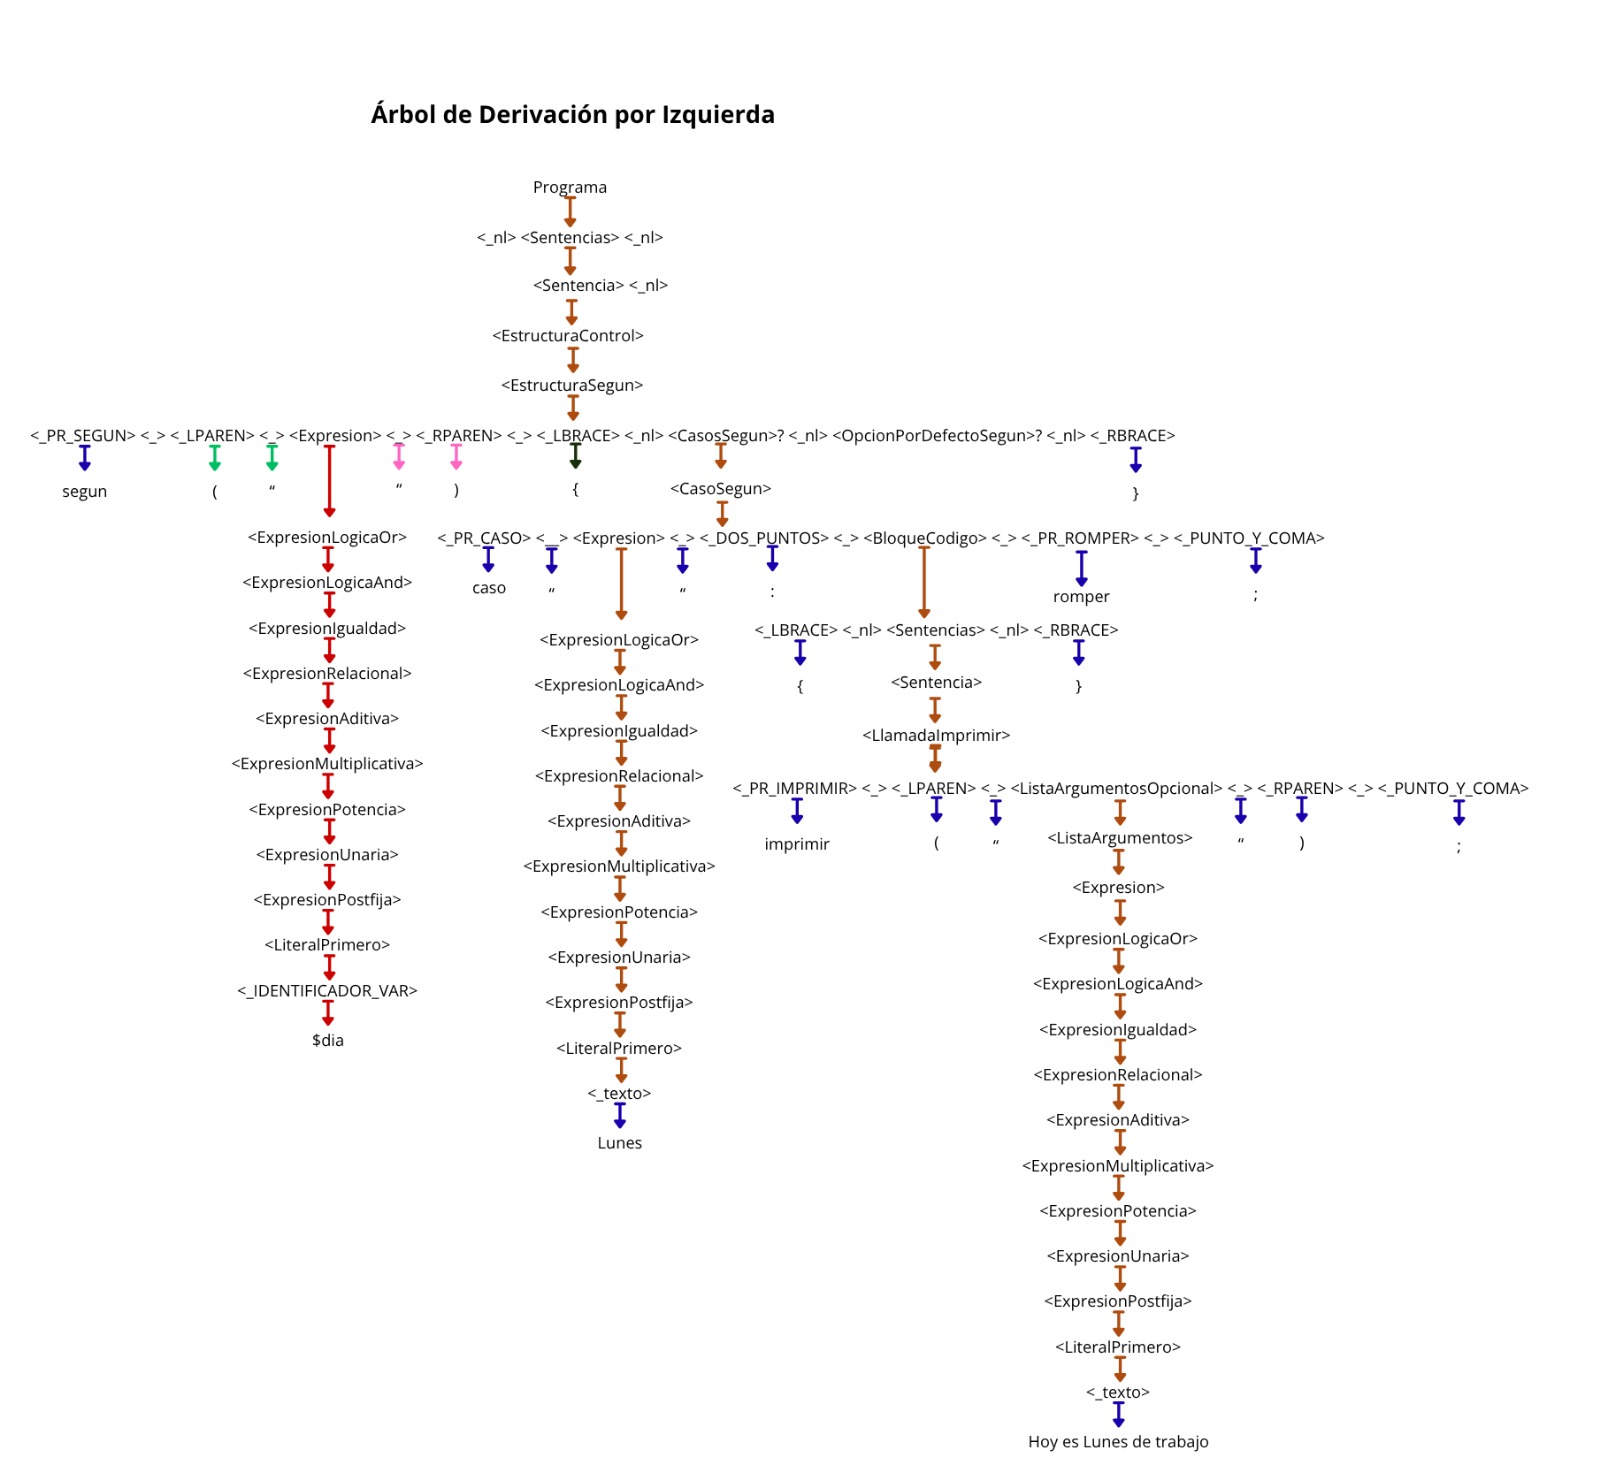 Árbol de Derivación por Izquierda
Programa
<_nl> <Sentencias> <_nl>
<Sentencia> <_nl>
<EstructuraControl>
<EstructuraSegun>
<_PR_SEGUN> <_> <_LPAREN> <_> <Expresion> <_> <_RPAREN> <_> <_LBRACE> <_nl> <CasosSegun>? <_nl> <OpcionPorDefectoSegun>? <_nl> <_RBRACE>
segun ( “ “ ) { <CasoSegun> }
<ExpresionLogicaOr> <_PR_CASO> <__> <Expresion> <_> <_DOS_PUNTOS> <_> <BloqueCodigo> <_> <_PR_ROMPER> <_> <_PUNTO_Y_COMA>
<ExpresionLogicaAnd> caso “ “ : romper ;
<ExpresionIgualdad> <ExpresionLogicaOr> <_LBRACE> <_nl> <Sentencias> <_nl> <_RBRACE>
<ExpresionRelacional> <ExpresionLogicaAnd> { <Sentencia> }
<ExpresionAditiva> <ExpresionIgualdad> <LlamadaImprimir>
<ExpresionMultiplicativa> <ExpresionRelacional> <_PR_IMPRIMIR> <_> <_LPAREN> <_> <ListaArgumentosOpcional> <_> <_RPAREN> <_> <_PUNTO_Y_COMA>
<ExpresionPotencia> <ExpresionAditiva> imprimir ( “ <ListaArgumentos> “ ) ;
<ExpresionUnaria> <ExpresionMultiplicativa> <Expresion>
<ExpresionPostfija> <ExpresionPotencia> <ExpresionLogicaOr>
<LiteralPrimero> <ExpresionUnaria> <ExpresionLogicaAnd>
<_IDENTIFICADOR_VAR> <ExpresionPostfija> <ExpresionIgualdad>
$dia <LiteralPrimero> <ExpresionRelacional>
<_texto> <ExpresionAditiva>
Lunes <ExpresionMultiplicativa>
<ExpresionPotencia>
<ExpresionUnaria>
<ExpresionPostfija>
<LiteralPrimero>
<_texto>
Hoy es Lunes de trabajo